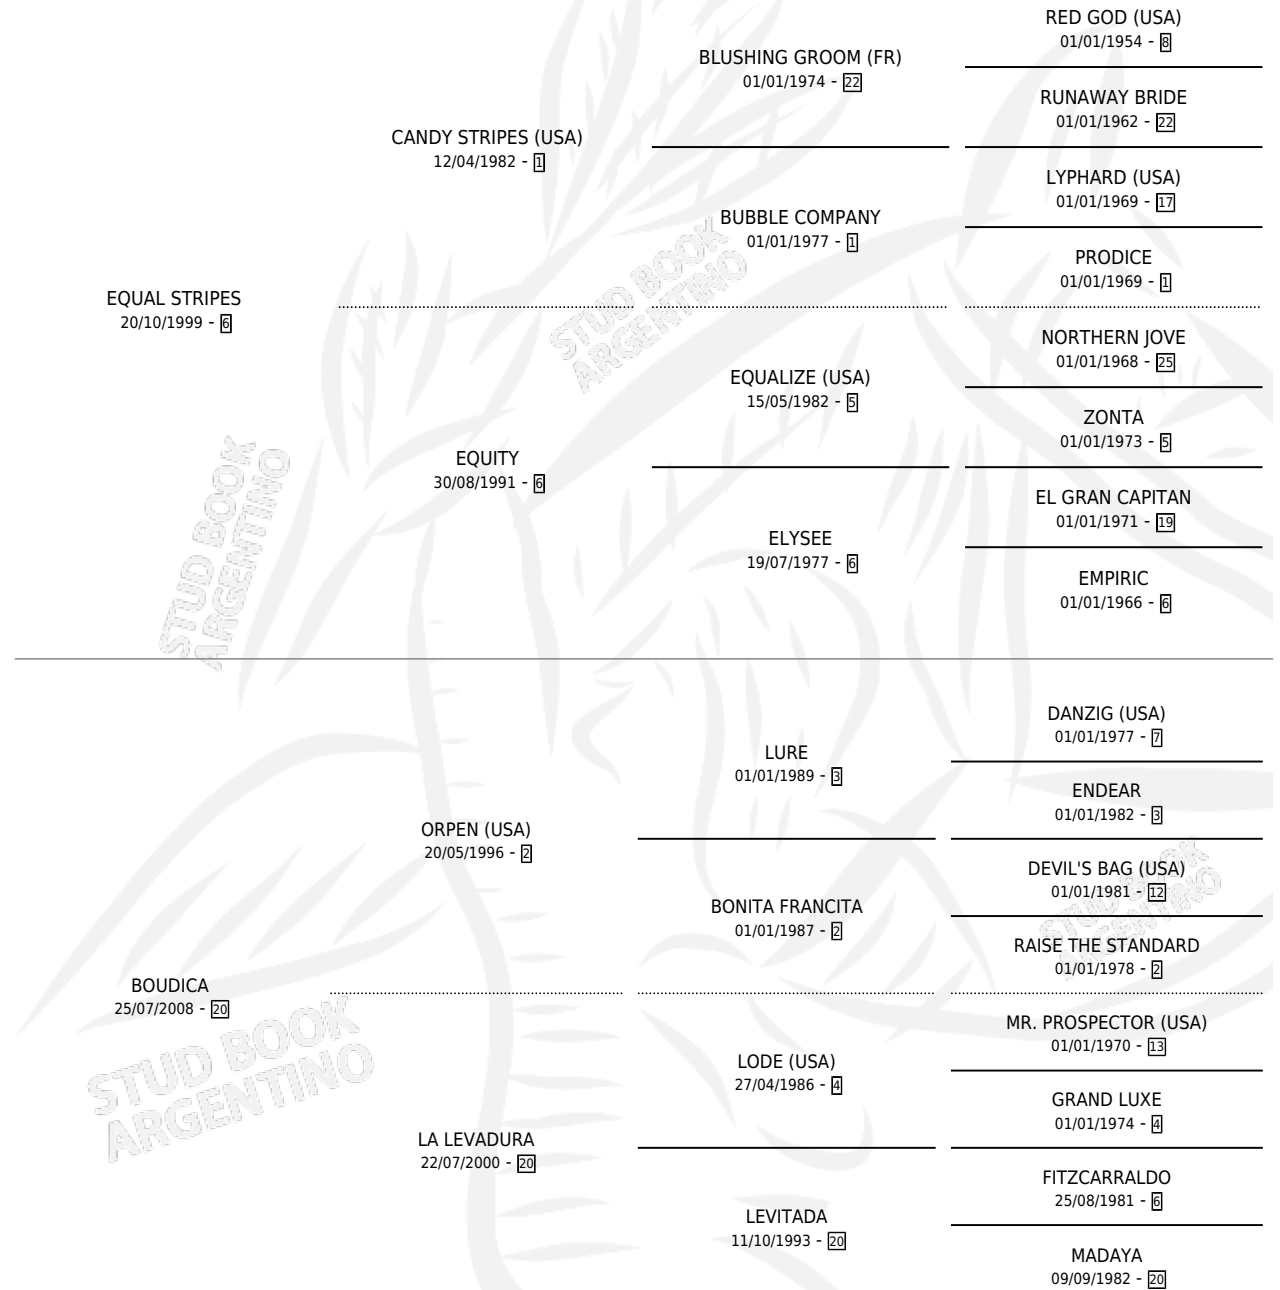 RED GOD (USA)
01/01/1954 - 8
BLUSHING GROOM (FR)
01/01/1974 - 22
RUNAWAY BRIDE
01/01/1962 - 22
CANDY STRIPES (USA)
12/04/1982 - 1
LYPHARD (USA)
01/01/1969 - 17
BUBBLE COMPANY
01/01/1977 - 1
PRODICE
01/01/1969 - 1
EQUAL STRIPES
20/10/1999 - 6
NORTHERN JOVE
01/01/1968 - 25
EQUALIZE (USA)
15/05/1982 - 5
ZONTA
01/01/1973 - 5
EQUITY
30/08/1991 - 6
EL GRAN CAPITAN
01/01/1971 - 19
ELYSEE
19/07/1977 - 6
EMPIRIC
01/01/1966 - 6
DANZIG (USA)
01/01/1977 - 7
LURE
01/01/1989 - 3
ENDEAR
01/01/1982 - 3
ORPEN (USA)
20/05/1996 - 2
DEVIL'S BAG (USA)
01/01/1981 - 12
BONITA FRANCITA
01/01/1987 - 2
RAISE THE STANDARD
01/01/1978 - 2
BOUDICA
25/07/2008 - 20
MR. PROSPECTOR (USA)
01/01/1970 - 13
LODE (USA)
27/04/1986 - 4
GRAND LUXE
01/01/1974 - 4
LA LEVADURA
22/07/2000 - 20
FITZCARRALDO
25/08/1981 - 6
LEVITADA
11/10/1993 - 20
MADAYA
09/09/1982 - 20
STUD BOOK
ARGENTINO
STUD BOOK
ARGENTINO
STUD BOOK
ARGENTINO
STUD BOOK
ARGENTINO